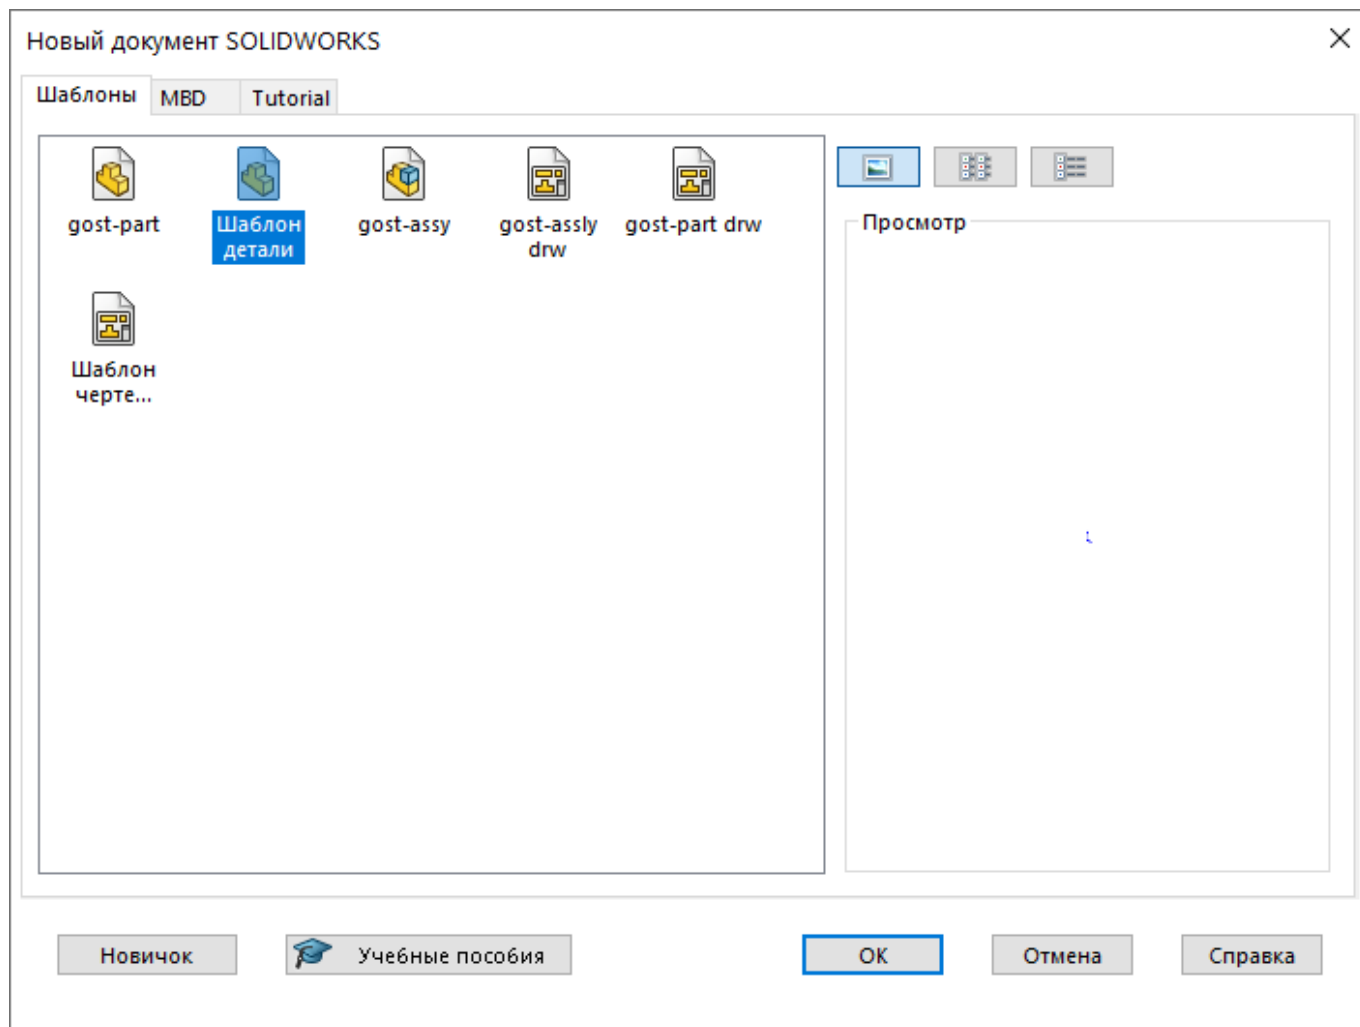 Новый документ SOLIDWORKS
Шаблоны MBD Tutorial
gost-part
Шаблон
детали
gost-assy
gost-assly
drw
gost-part drw
Шаблон
черте...
Просмотр
Новичок
Учебные пособия
ОК
Отмена
Справка